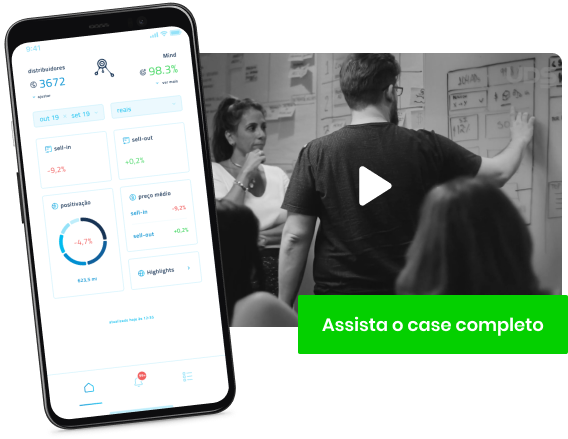 9:41
distribuidores
3672
Mind
98.3%
ver mais
out 19 > set 19
reais
sell-in
-9,2%
sell-out
+0,2%
positivação
-4,7%
823,9 mi
preço médio
sell-in
-9,2%
sell-out
+0,2%
Highlights
99+
Assista o case completo